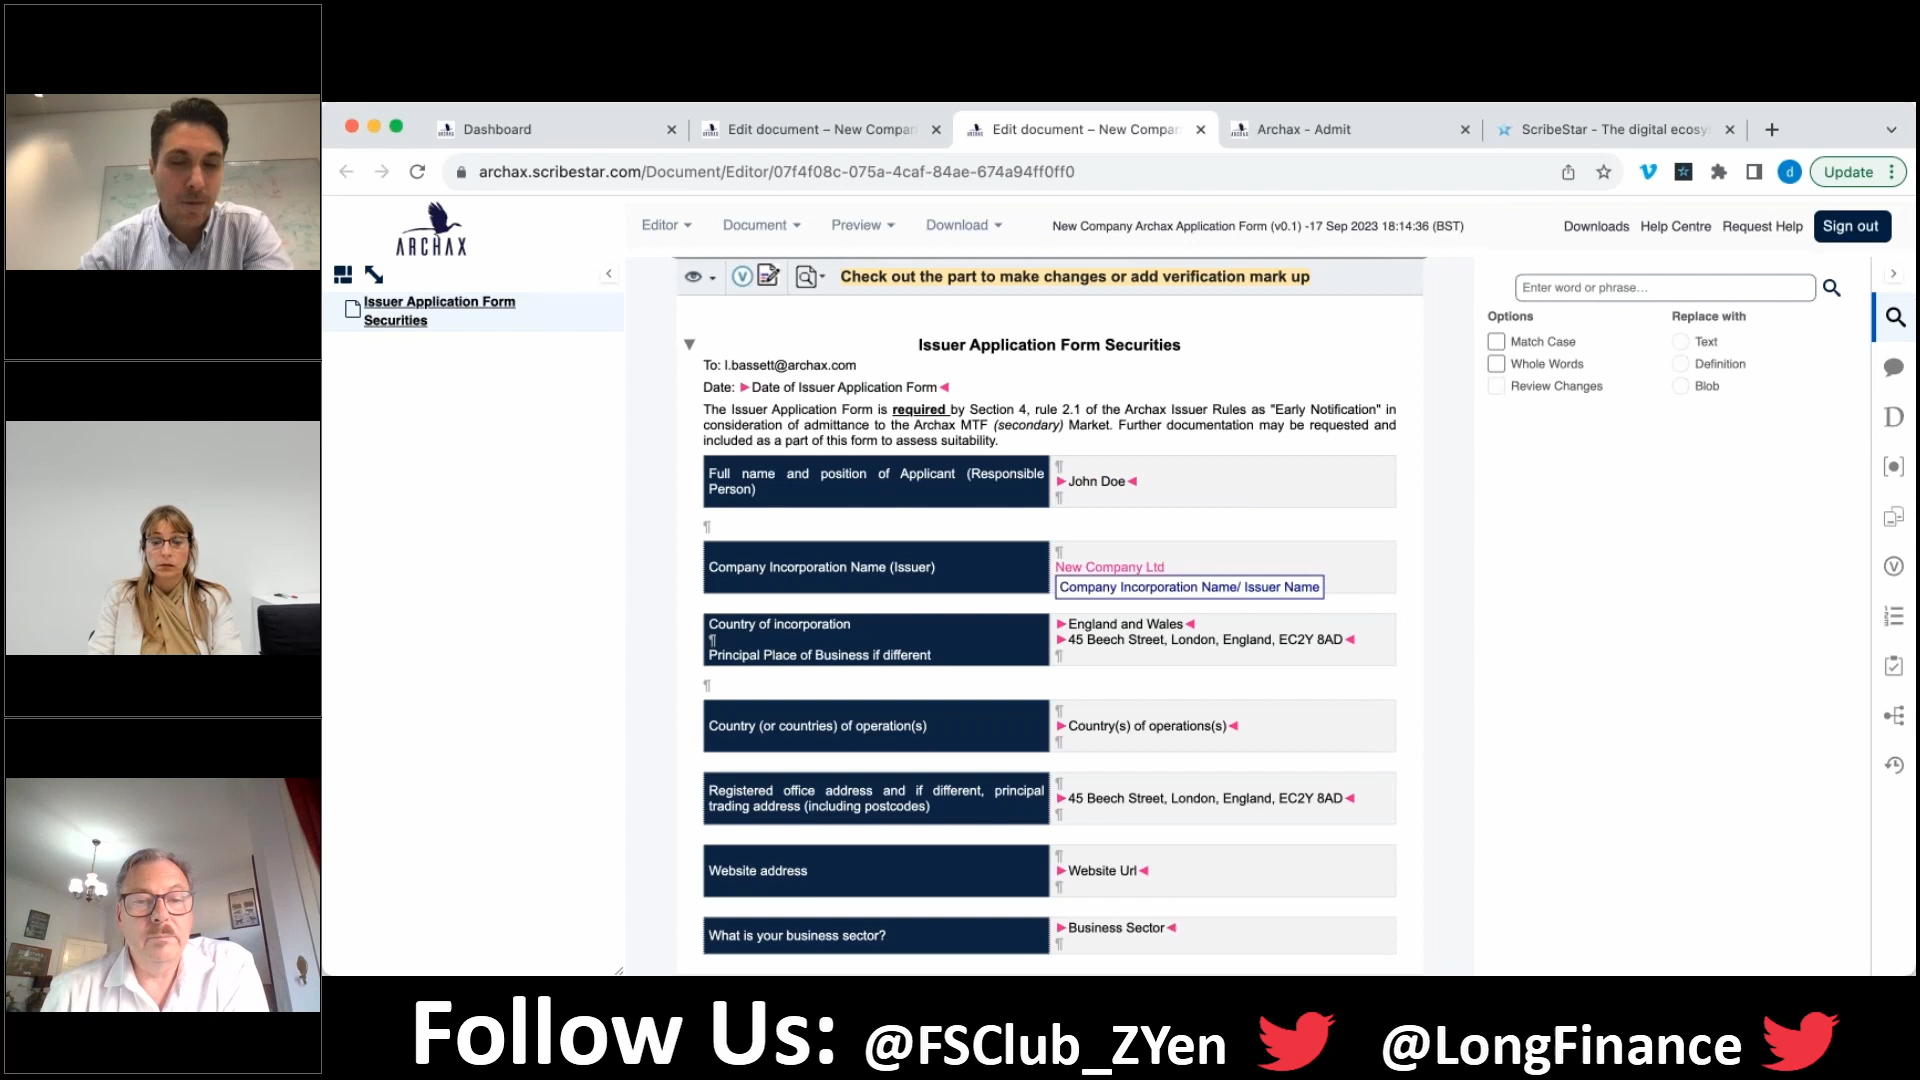 Dashboard
Edit document – New Compan
Edit document – New Compan
Archax - Admit
ScribeStar - The digital ecosy
archax.scribestar.com/Document/Editor/07f4f08c-075a-4caf-84ae-674a94ff0ff0
d
Update
ARCHAX
Editor
Document
Preview
Download
New Company Archax Application Form (v0.1) -17 Sep 2023 18:14:36 (BST)
Downloads
Help Centre
Request Help
Sign out
Issuer Application Form
Securities
Check out the part to make changes or add verification mark up
Enter word or phrase...
Options
Replace with
Match Case
Text
Whole Words
Definition
Review Changes
Blob
Issuer Application Form Securities
To: l.bassett@archax.com
Date: Date of Issuer Application Form
The Issuer Application Form is required by Section 4, rule 2.1 of the Archax Issuer Rules as "Early Notification" in
consideration of admittance to the Archax MTF (secondary) Market. Further documentation may be requested and
included as a part of this form to assess suitability.
Full name and position of Applicant (Responsible
Person)
John Doe
Company Incorporation Name (Issuer)
New Company Ltd
Company Incorporation Name/ Issuer Name
Country of incorporation
Principal Place of Business if different
England and Wales
45 Beech Street, London, England, EC2Y 8AD
Country (or countries) of operation(s)
Country(s) of operations(s)
Registered office address and if different, principal
trading address (including postcodes)
45 Beech Street, London, England, EC2Y 8AD
Website address
Website Url
What is your business sector?
Business Sector
Follow Us: @FSClub_ZYen @LongFinance